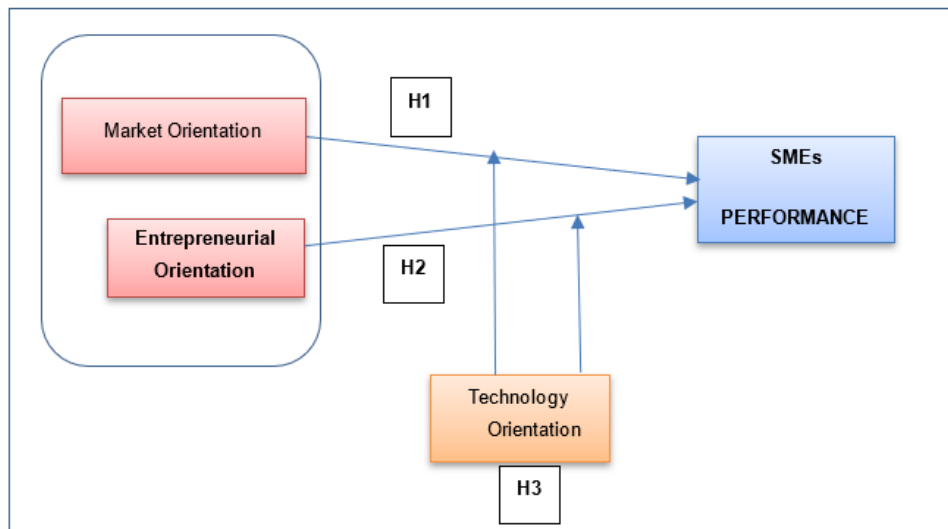 H1
Market Orientation
SMEs
PERFORMANCE
Entrepreneurial
Orientation
H2
Technology
Orientation
H3